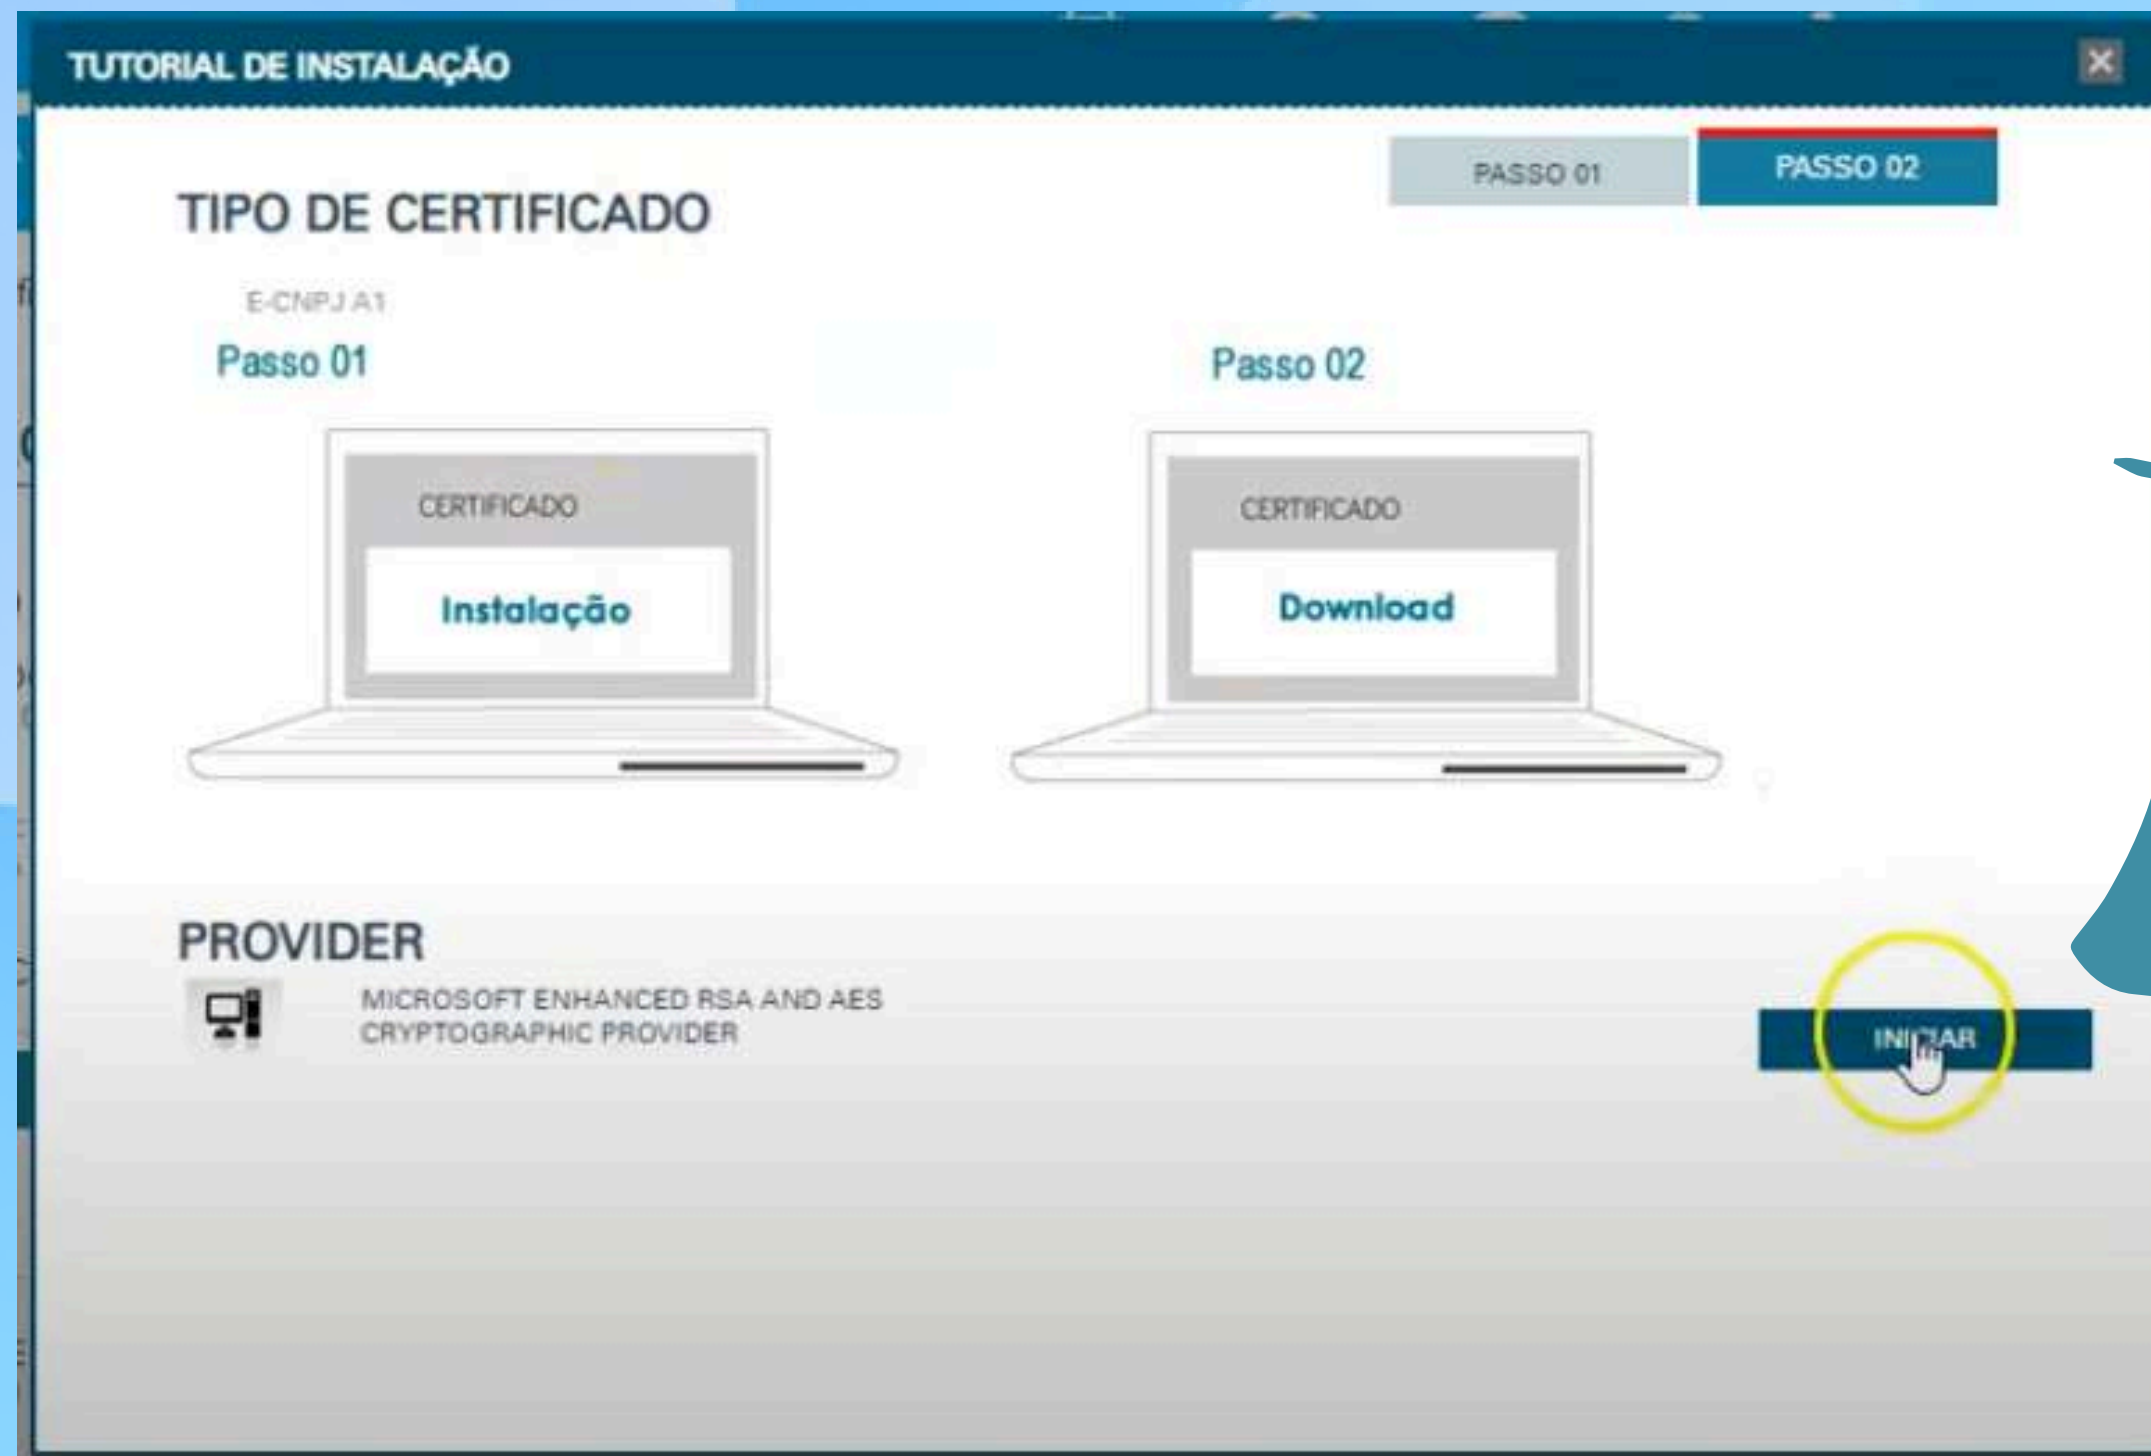 TUTORIAL DE INSTALAÇÃO
PASSO 01
PASSO 02
TIPO DE CERTIFICADO
E-CNPJ A1
Passo 01
Passo 02
CERTIFICADO
Instalação
CERTIFICADO
Download
PROVIDER
MICROSOFT ENHANCED RSA AND AES
CRYPTOGRAPHIC PROVIDER
INICIAR